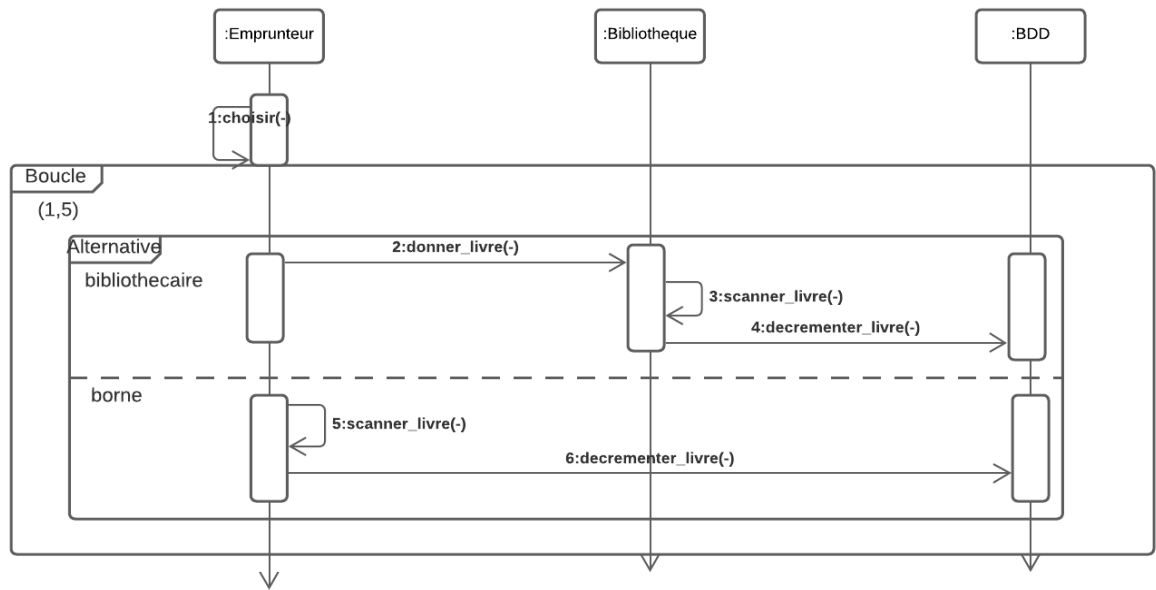 :Emprunteur
:Bibliotheque
:BDD
1:choisir(-)
Boucle
(1,5)
Alternative
2:donner_livre(-)
bibliothecaire
3:scanner_livre(-)
4:decrementer_livre(-)
borne
5:scanner_livre(-)
6:decrementer_livre(-)